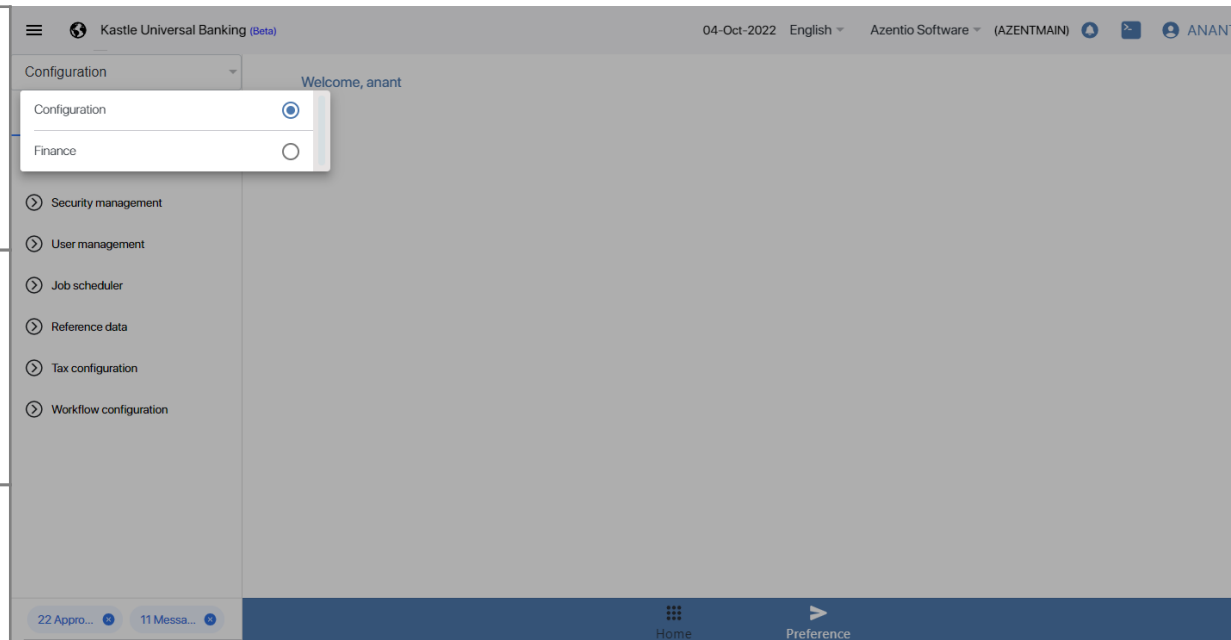 Kastle Universal Banking (Beta)
04-Oct-2022 English Azentio Software (AZENTMAIN) ANANT
Configuration
Welcome, anant
Configuration
Finance
Security management
User management
Job scheduler
Reference data
Tax configuration
Workflow configuration
22 Appro... 11 Messa...
Home Preference